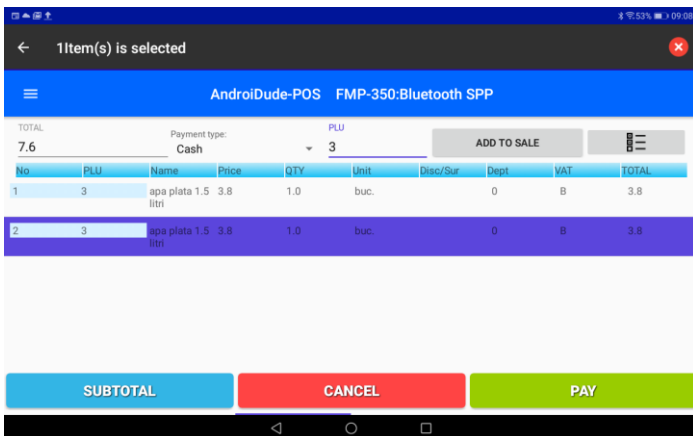 53% 09:08
1Item(s) is selected
AndroiDude-POS FMP-350:Bluetooth SPP
TOTAL Payment type: PLU
7.6 Cash 3 ADD TO SALE
No PLU Name Price QTY Unit Disc/Sur Dept VAT TOTAL
1 3 apa plata 1.5 3.8 1.0 buc. 0 B 3.8
litri
2 3 apa plata 1.5 3.8 1.0 buc. 0 B 3.8
litri
SUBTOTAL CANCEL PAY